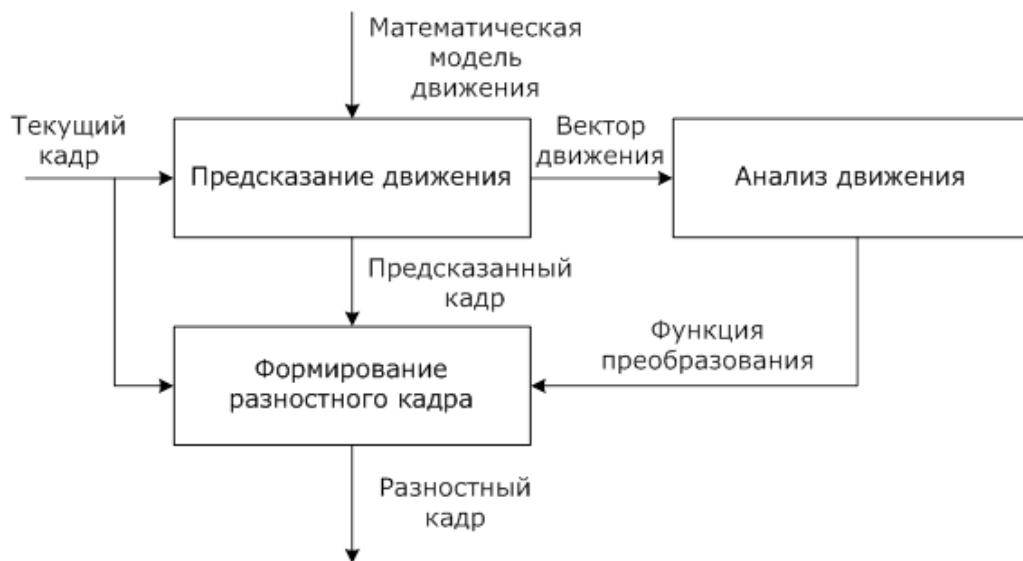 Математическая
модель
движения
Текущий
кадр
Предсказание движения
Вектор
движения
Анализ движения
Предсказанный
кадр
Функция
преобразования
Формирование
разностного кадра
Разностный
кадр